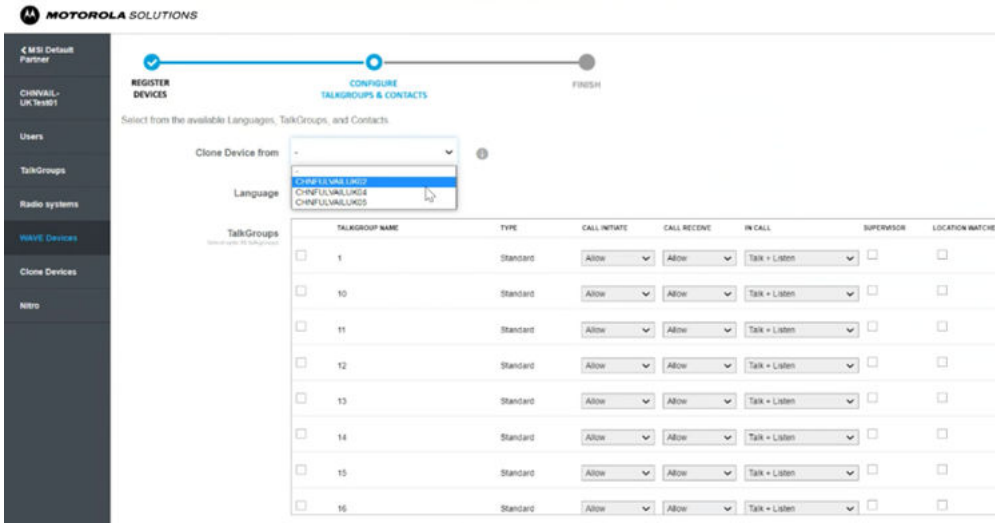 MOTOROLA SOLUTIONS
MSI Default
Partner
CHNVAIL-
UKTest01
Users
TalkGroups
Radio systems
WAVE Devices
Clone Devices
Nitro
REGISTER
DEVICES
CONFIGURE
TALKGROUPS & CONTACTS
FINISH
Select from the available Languages, TalkGroups, and Contacts.
Clone Device from -
-
CHNFULVAILUK02
CHNFULVAILUK04
CHNFULVAILUK05
Language
TalkGroups
TALKGROUP NAME TYPE CALL INITIATE CALL RECEIVE IN CALL SUPERVISOR LOCATION WATCHE
1 Standard Allow Allow Talk + Listen
10 Standard Allow Allow Talk + Listen
11 Standard Allow Allow Talk + Listen
12 Standard Allow Allow Talk + Listen
13 Standard Allow Allow Talk + Listen
14 Standard Allow Allow Talk + Listen
15 Standard Allow Allow Talk + Listen
16 Standard Allow Allow Talk + Listen